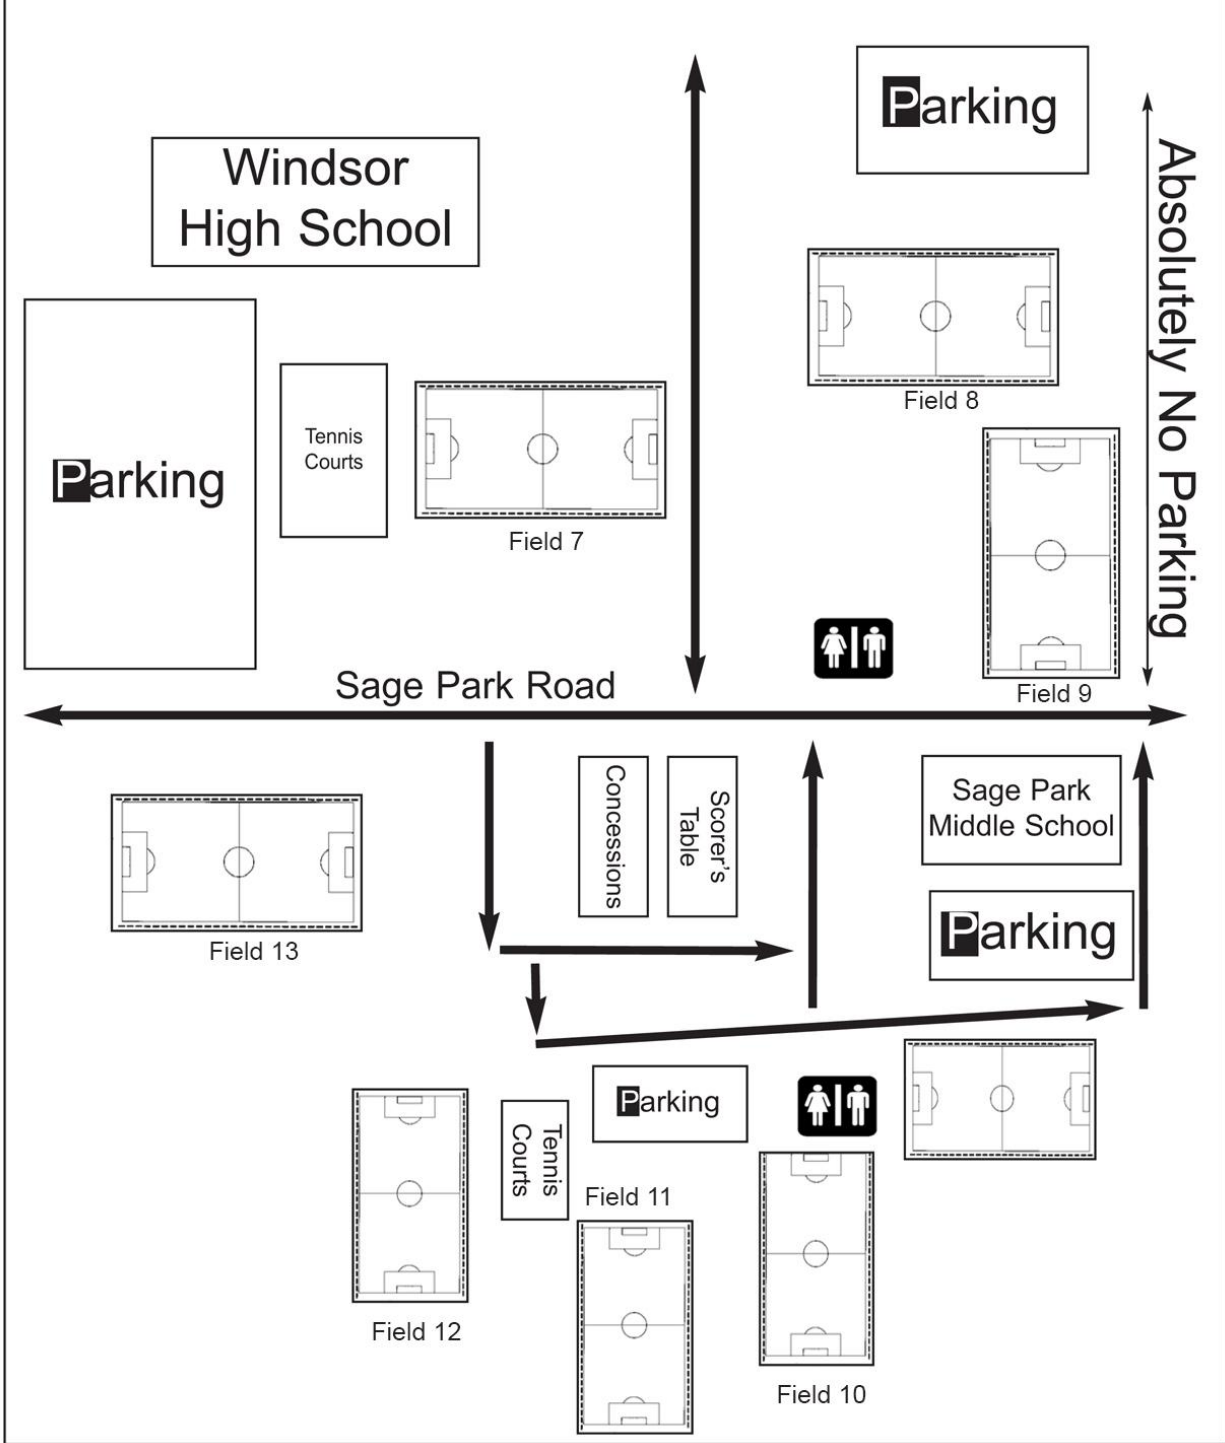 Parking
Windsor
High School
Absolutely No Parking
Field 8
Parking
Tennis
Courts
Field 7
Sage Park Road
Field 9
Concessions
Scorer's
Table
Sage Park
Middle School
Parking
Field 13
Parking
Tennis
Courts
Field 11
Field 12
Field 10